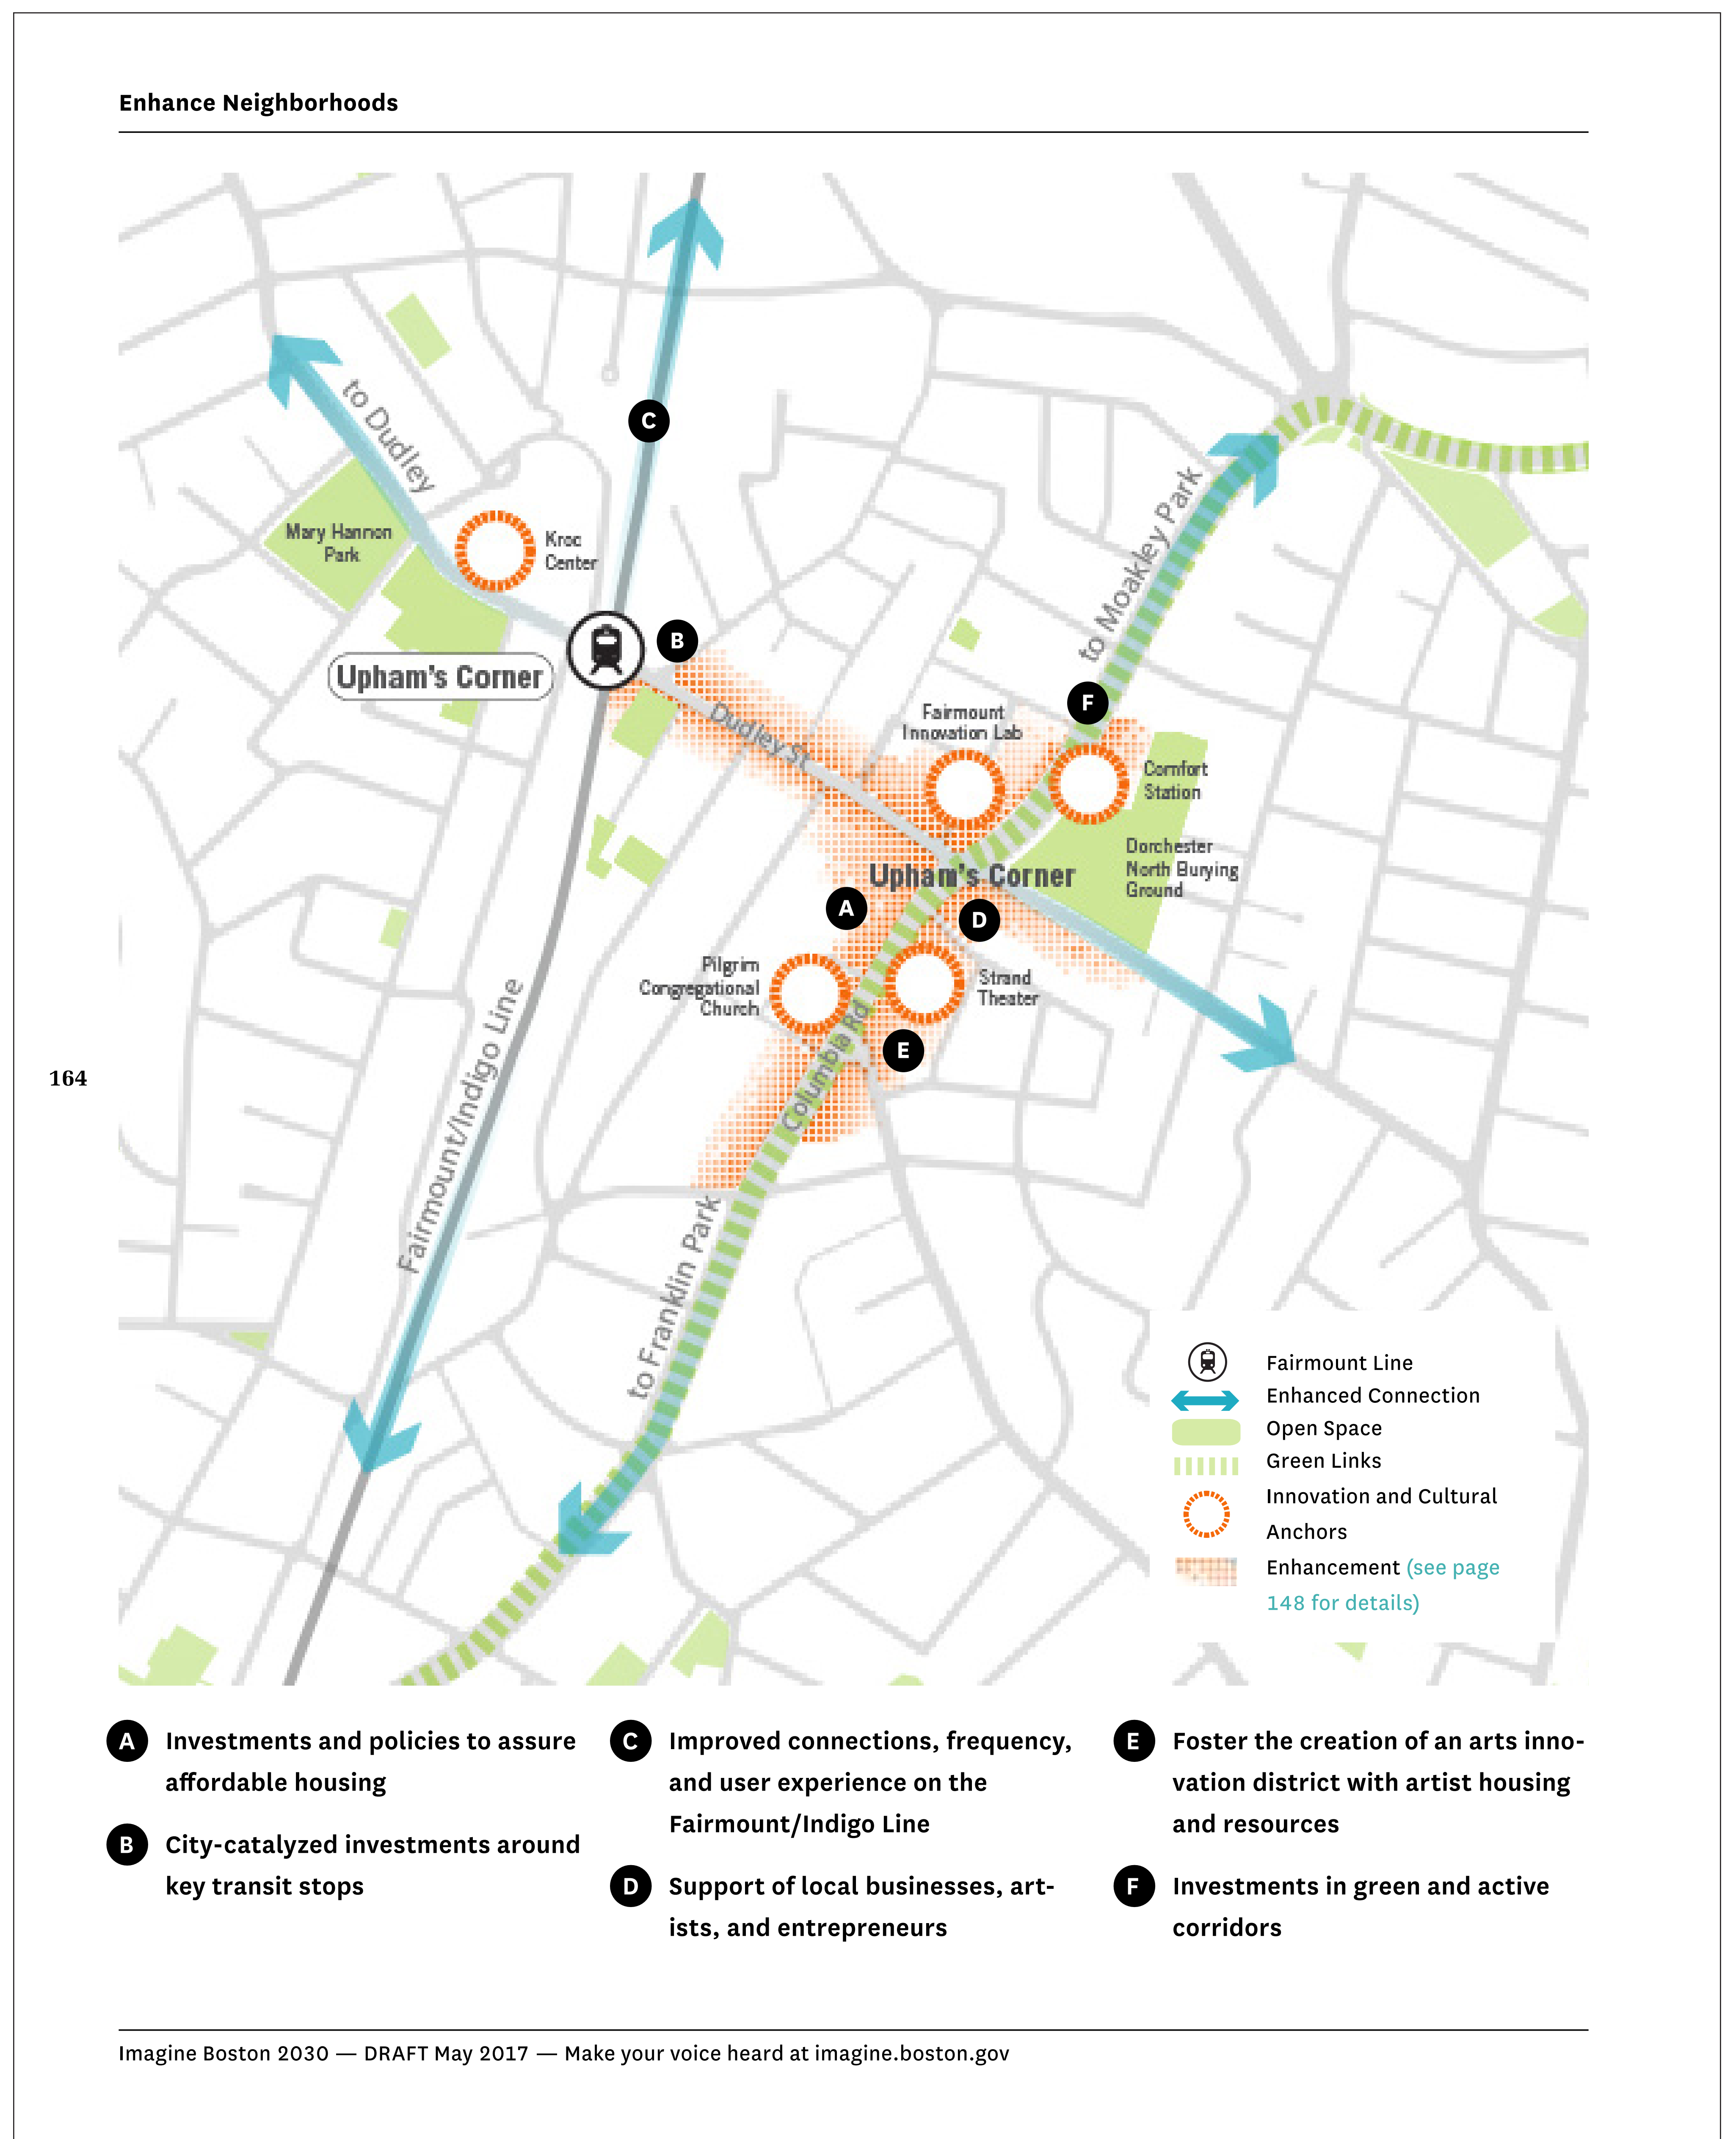 Enhance Neighborhoods
C
to Dudley
to Moakley Park
Mary Hannon
Park
Kroc
Center
B
Upham's Corner
Dudley St
F
Fairmount
Innovation Lab
Comfort
Station
Dorchester
North Burying
Ground
Upham's Corner
A
D
Pilgrim
Congregational
Church
Strand
Theater
E
Columbia Rd
Fairmount/Indigo Line
164
to Franklin Park
Fairmount Line
Enhanced Connection
Open Space
Green Links
Innovation and Cultural
Anchors
Enhancement (see page
148 for details)
A Investments and policies to assure
affordable housing
B City-catalyzed investments around
key transit stops
C Improved connections, frequency,
and user experience on the
Fairmount/Indigo Line
D Support of local businesses, art-
ists, and entrepreneurs
E Foster the creation of an arts inno-
vation district with artist housing
and resources
F Investments in green and active
corridors
Imagine Boston 2030 — DRAFT May 2017 — Make your voice heard at imagine.boston.gov